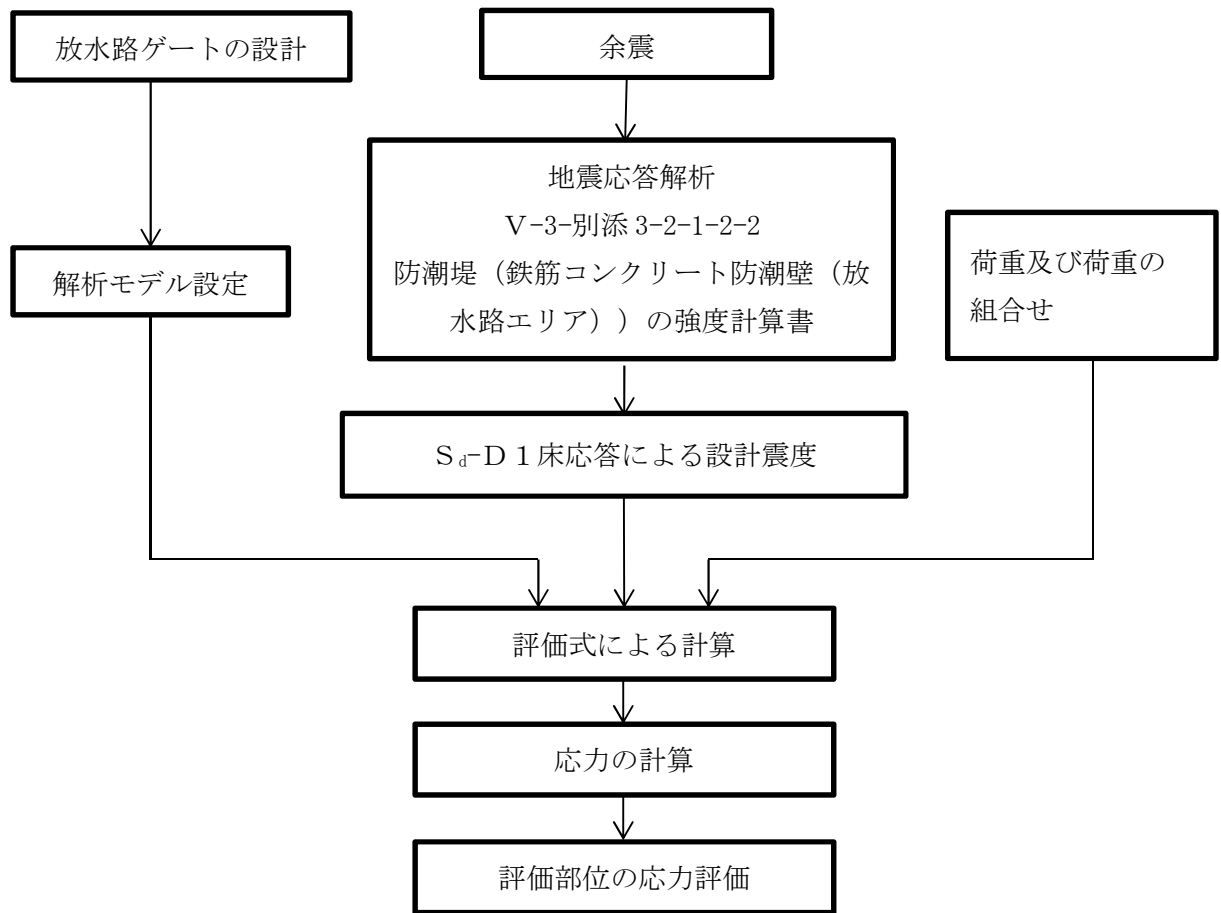 放水路ゲートの設計
余震
地震応答解析
Ⅴ-3-別添 3-2-1-2-2
防潮堤（鉄筋コンクリート防潮壁（放
水路エリア））の強度計算書
解析モデル設定
荷重及び荷重の
組合せ
Ｓd-Ｄ１床応答による設計震度
評価式による計算
応力の計算
評価部位の応力評価